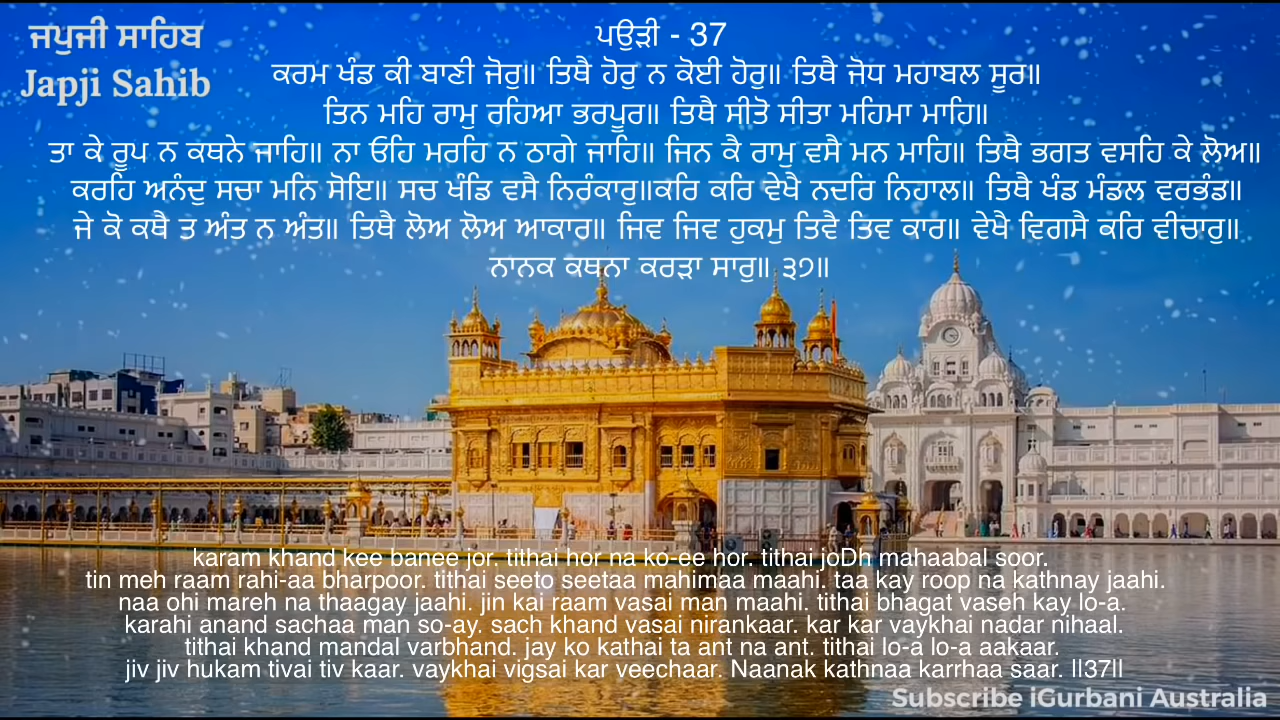 ਜਪੁਜੀ ਸਾਹਿਬ
Japji Sahib
ਪਉੜੀ - 37
ਕਰਮ ਖੰਡ ਕੀ ਬਾਣੀ ਜੋਰੁ॥ ਤਿਥੈ ਹੋਰੁ ਨ ਕੋਈ ਹੋਰੁ॥ ਤਿਥੈ ਜੋਧ ਮਹਾਬਲ ਸੂਰ॥
ਤਿਨ ਮਹਿ ਰਾਮੁ ਰਹਿਆ ਭਰਪੂਰ॥ ਤਿਥੈ ਸੀਤੋ ਸੀਤਾ ਮਹਿਮਾ ਮਾਹਿ॥
ਤਾ ਕੇ ਰੂਪ ਨ ਕਥਨੇ ਜਾਹਿ॥ ਨਾ ਓਹਿ ਮਰਹਿ ਨ ਠਾਗੇ ਜਾਹਿ॥ ਜਿਨ ਕੈ ਰਾਮੁ ਵਸੈ ਮਨ ਮਾਹਿ॥ ਤਿਥੈ ਭਗਤ ਵਸਹਿ ਕੇ ਲੋਅ॥
ਕਰਹਿ ਅਨੰਦੁ ਸਚਾ ਮਨਿ ਸੋਇ॥ ਸਚ ਖੰਡਿ ਵਸੈ ਨਿਰੰਕਾਰੁ॥ਕਰਿ ਕਰਿ ਵੇਖੈ ਨਦਰਿ ਨਿਹਾਲ॥ ਤਿਥੈ ਖੰਡ ਮੰਡਲ ਵਰਭੰਡ॥
ਜੇ ਕੋ ਕਥੈ ਤ ਅੰਤ ਨ ਅੰਤ॥ ਤਿਥੈ ਲੋਅ ਲੋਅ ਆਕਾਰ॥ ਜਿਵ ਜਿਵ ਹੁਕਮੁ ਤਿਵੈ ਤਿਵ ਕਾਰ॥ ਵੇਖੈ ਵਿਗਸੈ ਕਰਿ ਵੀਚਾਰੁ॥
ਨਾਨਕ ਕਥਨਾ ਕਰੜਾ ਸਾਰੁ॥ ੩੭॥
karam khand kee banee jor. tithai hor na ko-ee hor. tithai joDh mahaabal soor.
tin meh raam rahi-aa bharpoor. tithai seeto seetaa mahimaa maahi. taa kay roop na kathnay jaahi.
naa ohi mareh na thaagay jaahi. jin kai raam vasai man maahi. tithai bhagat vaseh kay lo-a.
karahi anand sachaa man so-ay. sach khand vasai nirankaar. kar kar vaykhai nadar nihaal.
tithai khand mandal varbhand. jay ko kathai ta ant na ant. tithai lo-a lo-a aakaar.
jiv jiv hukam tivai tiv kaar. vaykhai vigsai kar veechaar. Naanak kathnaa karrhaa saar. ||37||
Subscribe iGurbani Australia